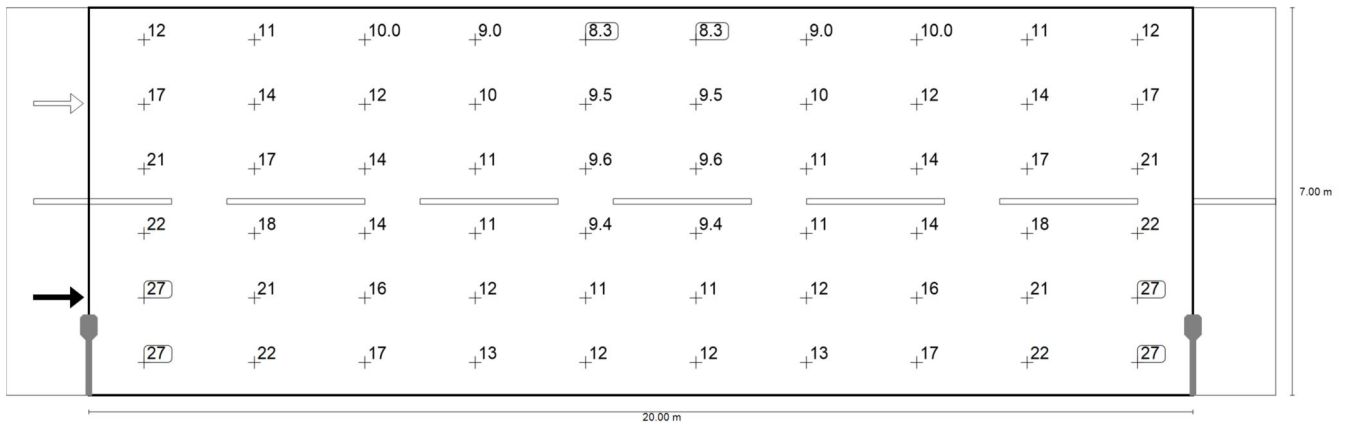 12 11 10.0 9.0 8.3 8.3 9.0 10.0 11 12
17 14 12 10 9.5 9.5 10 12 14 17
21 17 14 11 9.6 9.6 11 14 17 21
7.00 m
22 18 14 11 9.4 9.4 11 14 18 22
27 21 16 12 11 11 12 16 21 27
27 22 17 13 12 12 13 17 22 27
20.00 m